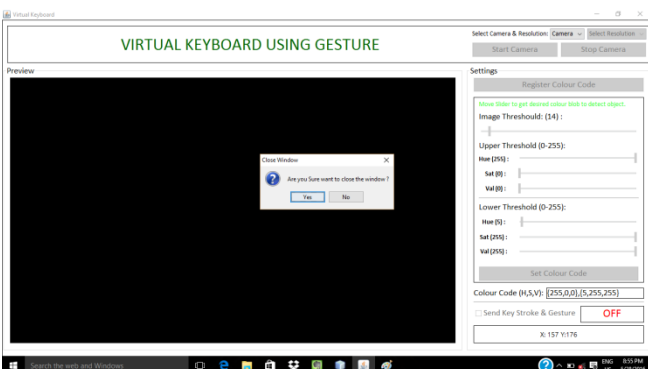 Virtual Keyboard
VIRTUAL KEYBOARD USING GESTURE
Select Camera & Resolution: Camera Select Resolution
Start Camera Stop Camera
Preview
Settings
Register Colour Code
Move Slider to get desired colour blob to detect object.
Image Threshould: (14) :
Upper Threshold (0-255):
Hue (255) :
Sat (0) :
Val (0) :
Lower Threshold (0-255):
Hue (5) :
Sat (255) :
Val (255) :
Set Colour Code
Colour Code (H,S,V): (255,0,0),(5,255,255)
Send Key Stroke & Gesture OFF
X: 157 Y:176
Close Window
Are you Sure want to close the window ?
Yes No
Search the web and Windows
ENG 8:55 PM